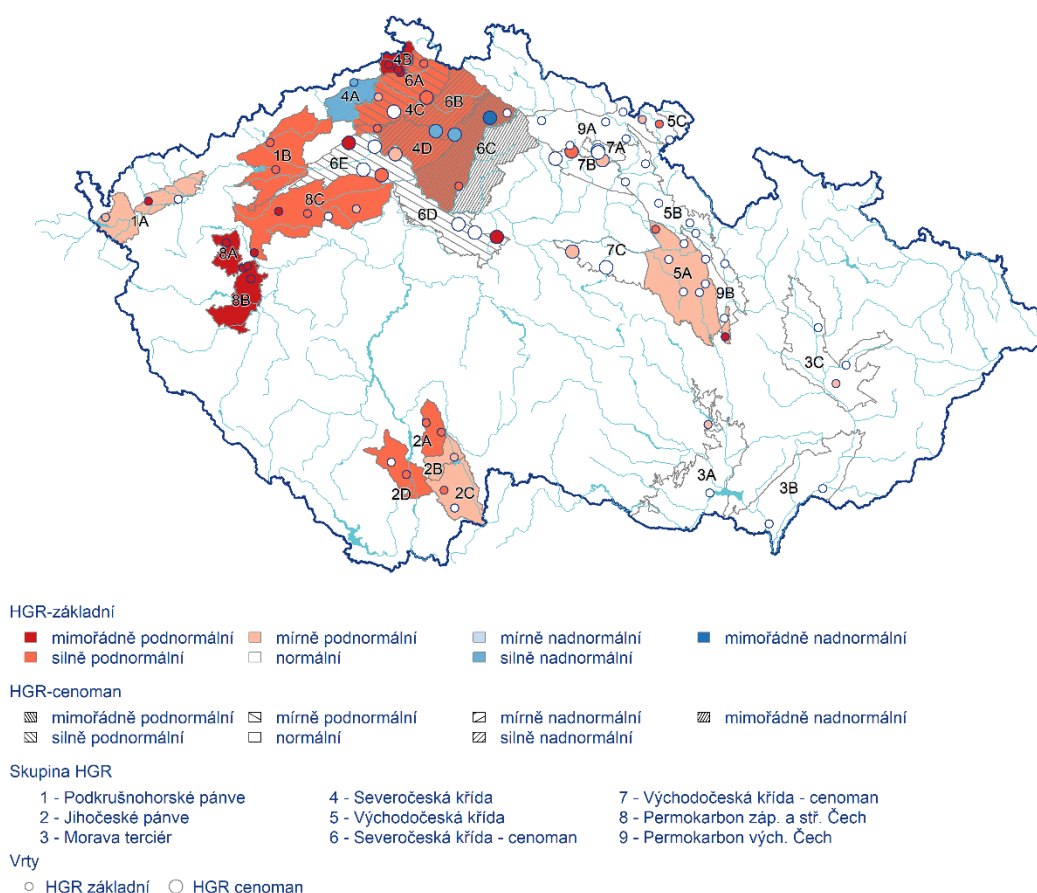 4B
6A
4A
6B
4C
5C
9A
7A
6C
1B
4D
7B
6E
8C
1A
6D
5B
7C
8A
5A
8B
9B
3C
2A
2B
3A
2D
2C
3B
HGR-základní
mimořádně podnormální mírně podnormální mírně nadnormální mimořádně nadnormální
silně podnormální normální silně nadnormální
HGR-cenoman
mimořádně podnormální mírně podnormální mírně nadnormální mimořádně nadnormální
silně podnormální normální silně nadnormální
Skupina HGR
1 - Podkrušnohorské pánve 4 - Severočeská křída 7 - Východočeská křída - cenoman
2 - Jihočeské pánve 5 - Východočeská křída 8 - Permokarbon záp. a stř. Čech
3 - Morava terciér 6 - Severočeská křída - cenoman 9 - Permokarbon vých. Čech
Vrty
HGR základní HGR cenoman